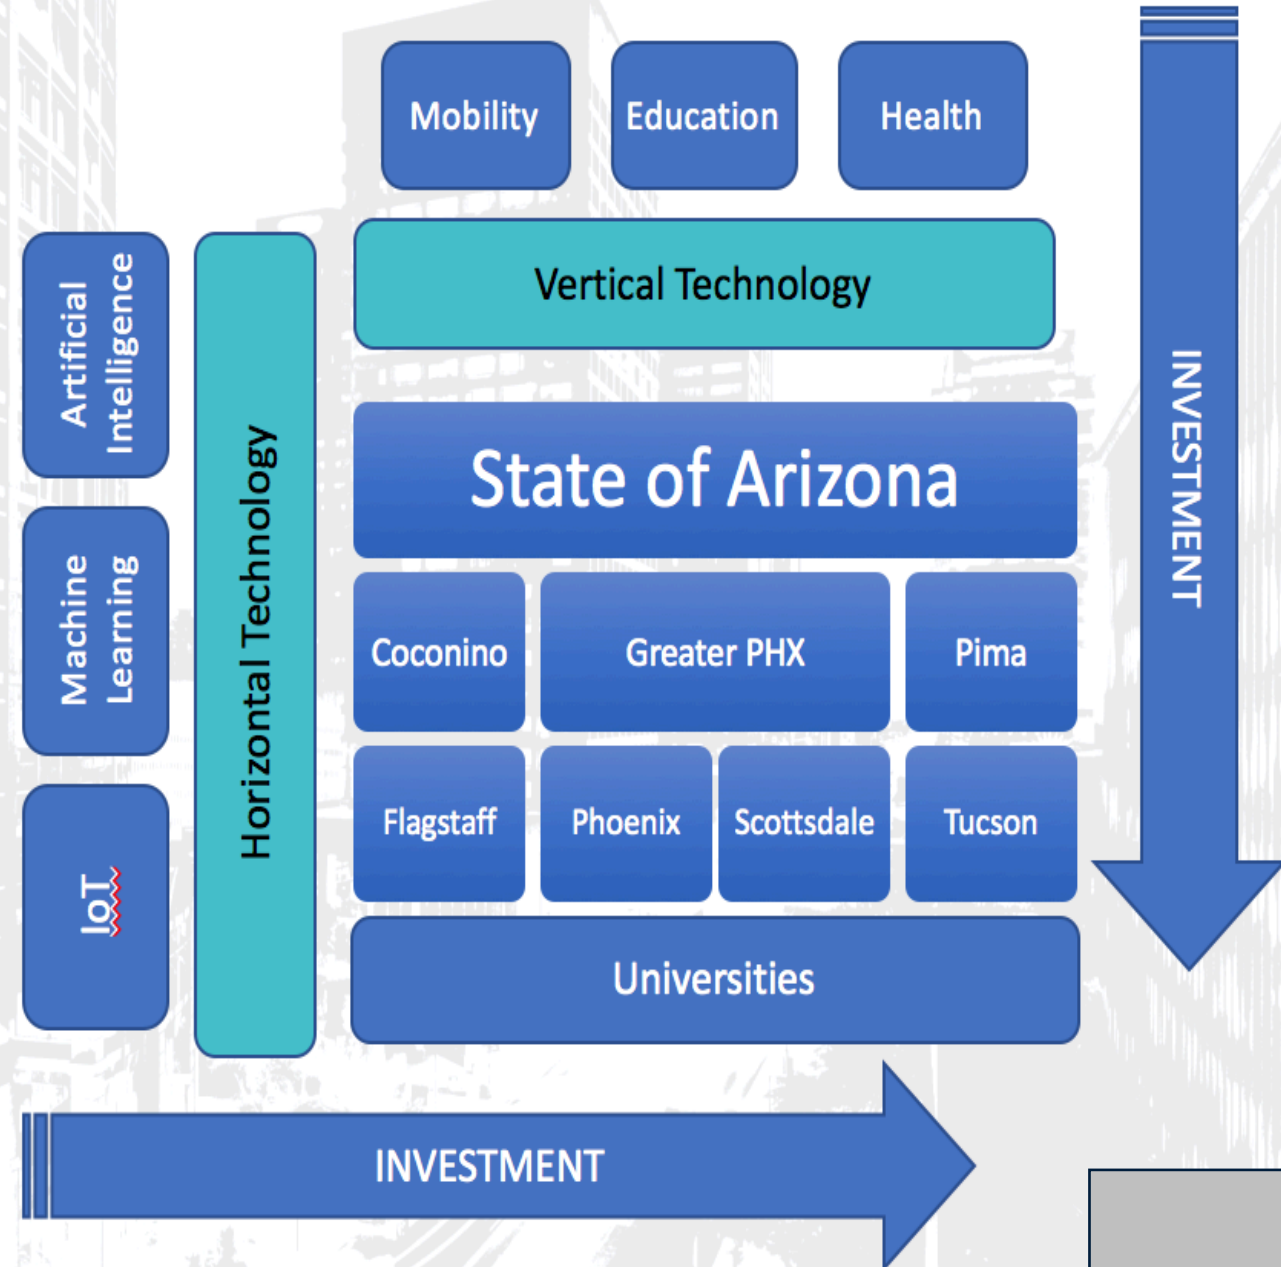 Mobility
Education
Health
Vertical Technology
Artificial
Intelligence
Machine
Learning
IoT
Horizontal Technology
State of Arizona
Coconino
Greater PHX
Pima
Flagstaff
Phoenix
Scottsdale
Tucson
Universities
INVESTMENT
INVESTMENT